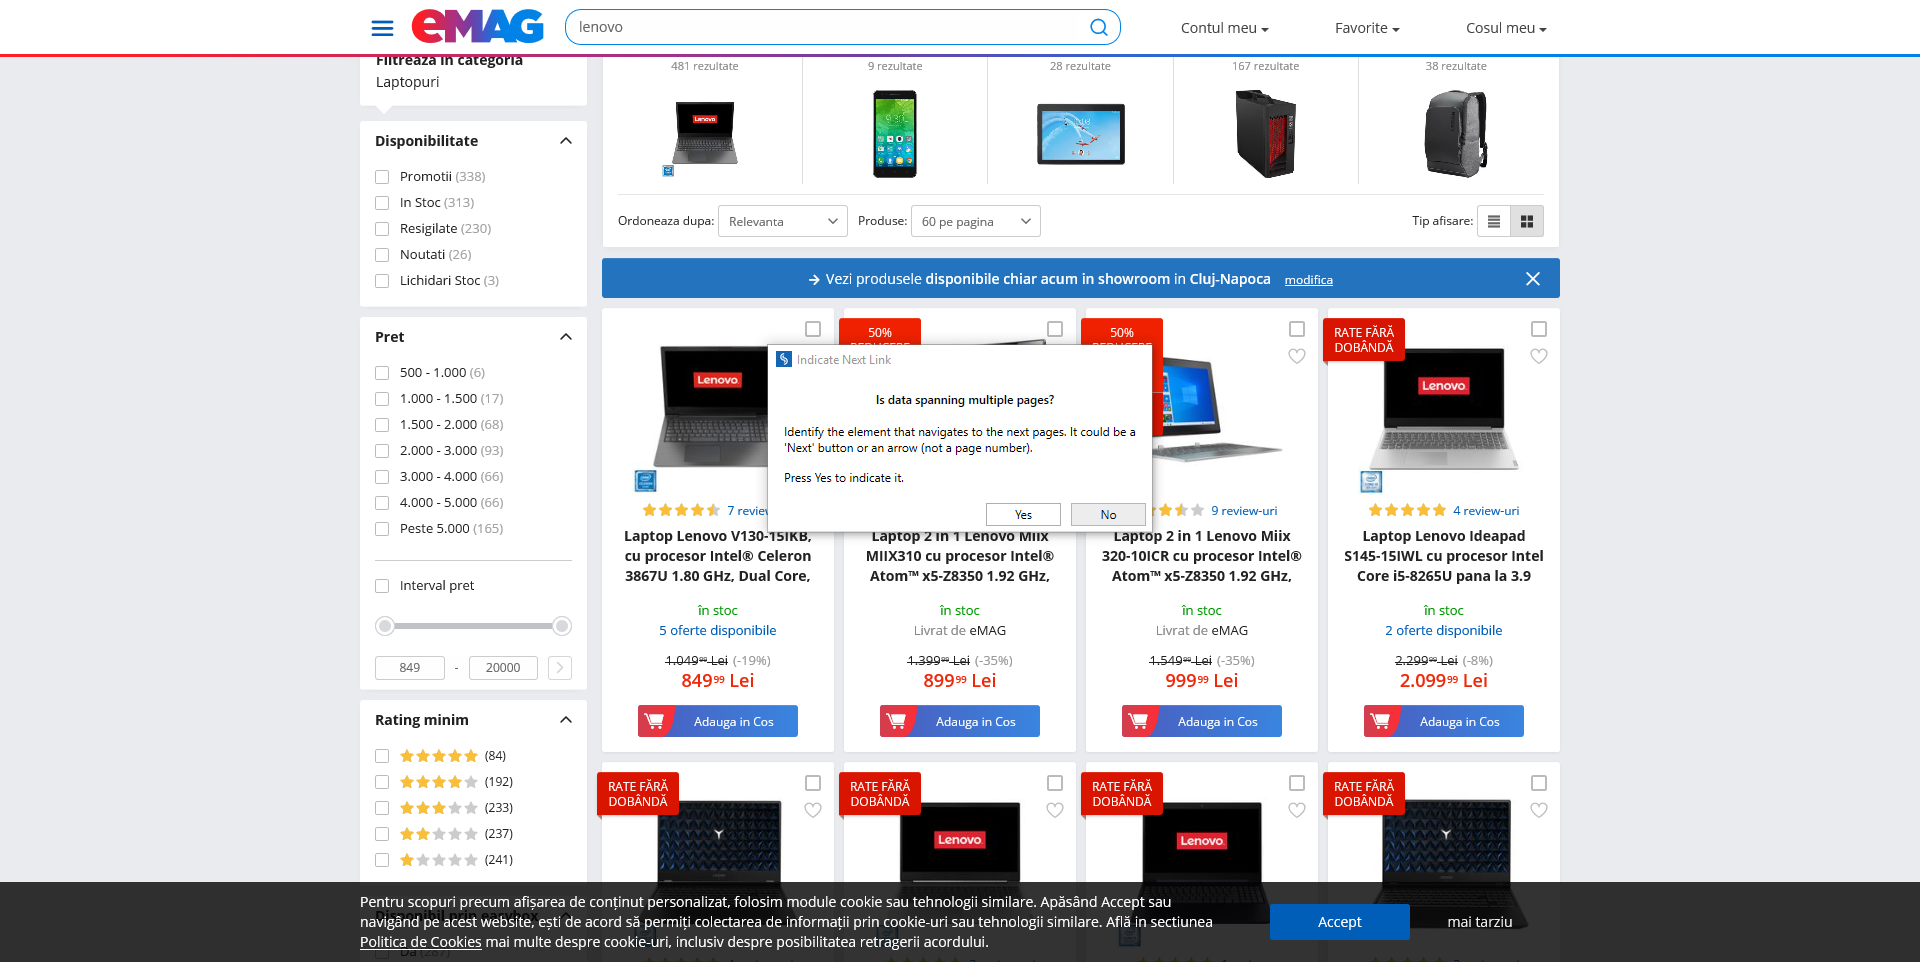 eMAG
lenovo
Contul meu
Favorite
Cosul meu
Filtreaza in categoria
Laptopuri
481 rezultate
9 rezultate
28 rezultate
167 rezultate
38 rezultate
Lenovo
Disponibilitate
Promotii (338)
In Stoc (313)
Resigilate (230)
Noutati (26)
Lichidari Stoc (3)
Ordoneaza dupa: Relevanta
Produse: 60 pe pagina
Tip afisare:
Vezi produsele disponibile chiar acum in showroom in Cluj-Napoca modifica
Pret
500 - 1.000 (6)
1.000 - 1.500 (17)
1.500 - 2.000 (68)
2.000 - 3.000 (93)
3.000 - 4.000 (66)
4.000 - 5.000 (66)
Peste 5.000 (165)
Interval pret
849 - 20000
Rating minim
(84)
(192)
(233)
(237)
(241)
50%
REDUCERE
50%
REDUCERE
RATE FĂRĂ
DOBÂNDĂ
Lenovo
Lenovo
Indicate Next Link
Is data spanning multiple pages?
Identify the element that navigates to the next pages. It could be a
'Next' button or an arrow (not a page number).
Press Yes to indicate it.
Yes
No
7 review
Laptop Lenovo V130-15IKB,
cu procesor Intel® Celeron
3867U 1.80 GHz, Dual Core,
în stoc
5 oferte disponibile
1.049⁹⁹ Lei (-19%)
849⁹⁹ Lei
Adauga in Cos
Laptop 2 in 1 Lenovo Miix
MIIX310 cu procesor Intel®
Atom™ x5-Z8350 1.92 GHz,
în stoc
Livrat de eMAG
1.399⁹⁹ Lei (-35%)
899⁹⁹ Lei
Adauga in Cos
9 review-uri
Laptop 2 in 1 Lenovo Miix
320-10ICR cu procesor Intel®
Atom™ x5-Z8350 1.92 GHz,
în stoc
Livrat de eMAG
1.549⁹⁹ Lei (-35%)
999⁹⁹ Lei
Adauga in Cos
4 review-uri
Laptop Lenovo Ideapad
S145-15IWL cu procesor Intel
Core i5-8265U pana la 3.9
în stoc
2 oferte disponibile
2.299⁹⁹ Lei (-8%)
2.099⁹⁹ Lei
Adauga in Cos
RATE FĂRĂ
DOBÂNDĂ
RATE FĂRĂ
DOBÂNDĂ
Lenovo
RATE FĂRĂ
DOBÂNDĂ
Lenovo
RATE FĂRĂ
DOBÂNDĂ
Pentru scopuri precum afișarea de conținut personalizat, folosim module cookie sau tehnologii similare. Apăsând Accept sau
navigând pe acest website, ești de acord să permiți colectarea de informații prin cookie-uri sau tehnologii similare. Află in sectiunea
Politica de Cookies mai multe despre cookie-uri, inclusiv despre posibilitatea retragerii acordului.
Accept
mai tarziu